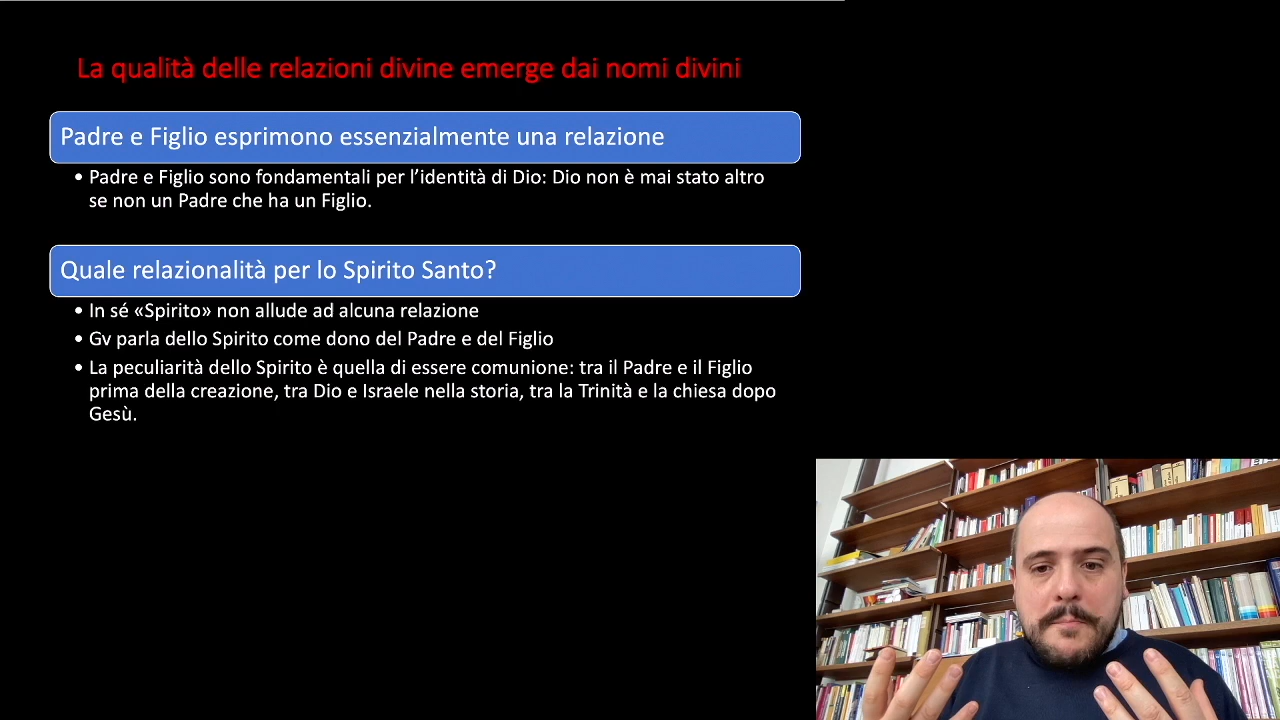 La qualità delle relazioni divine emerge dai nomi divini
Padre e Figlio esprimono essenzialmente una relazione
• Padre e Figlio sono fondamentali per l’identità di Dio: Dio non è mai stato altro
se non un Padre che ha un Figlio.
Quale relazionalità per lo Spirito Santo?
• In sé «Spirito» non allude ad alcuna relazione
• Gv parla dello Spirito come dono del Padre e del Figlio
• La peculiarità dello Spirito è quella di essere comunione: tra il Padre e il Figlio
prima della creazione, tra Dio e Israele nella storia, tra la Trinità e la chiesa dopo
Gesù.